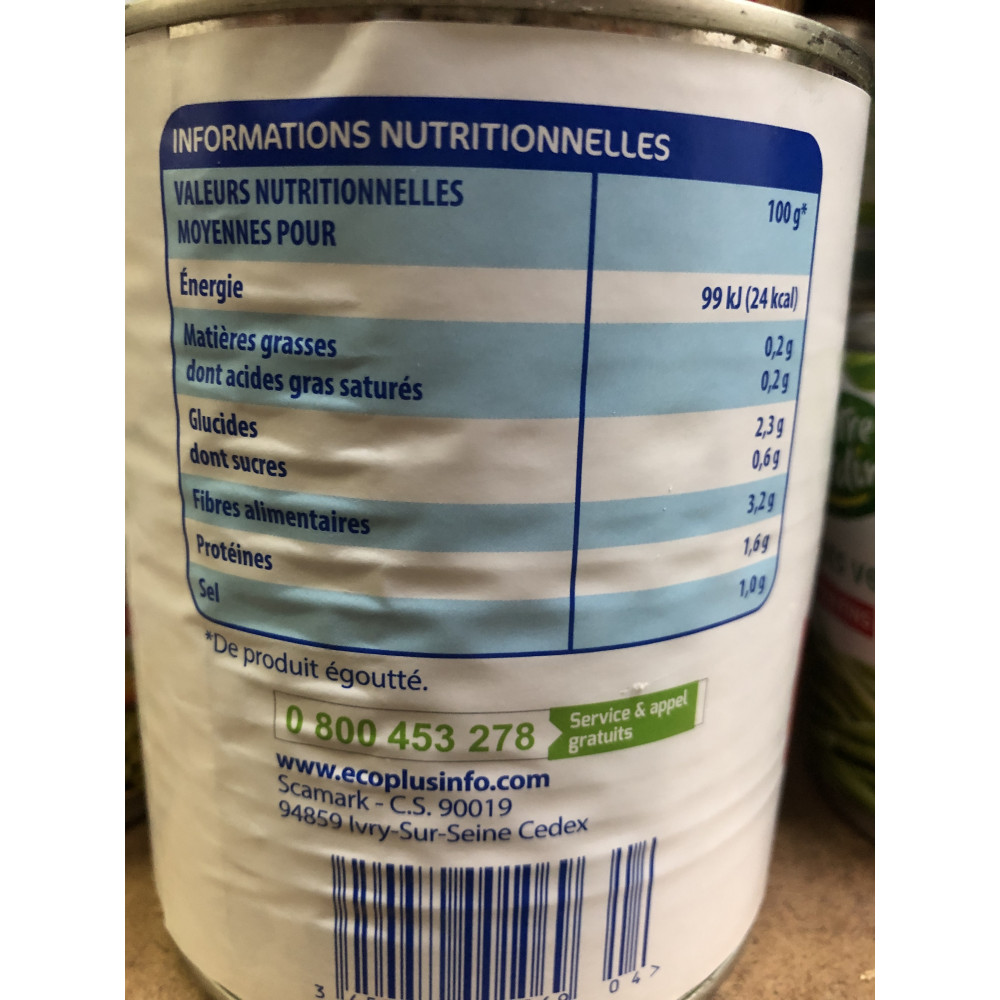 INFORMATIONS NUTRITIONNELLES
VALEURS NUTRITIONNELLES
MOYENNES POUR
100 g*
Énergie 99 kJ (24 kcal)
Matières grasses 0,2 g
dont acides gras saturés 0,2 g
Glucides 2,3 g
dont sucres 0,6 g
Fibres alimentaires 3,2 g
Protéines 1,6 g
Sel 1,0 g
*De produit égoutté.
0 800 453 278 Service & appel
gratuits
www.ecoplusinfo.com
Scamark - C.S. 90019
94859 Ivry-Sur-Seine Cedex
04>